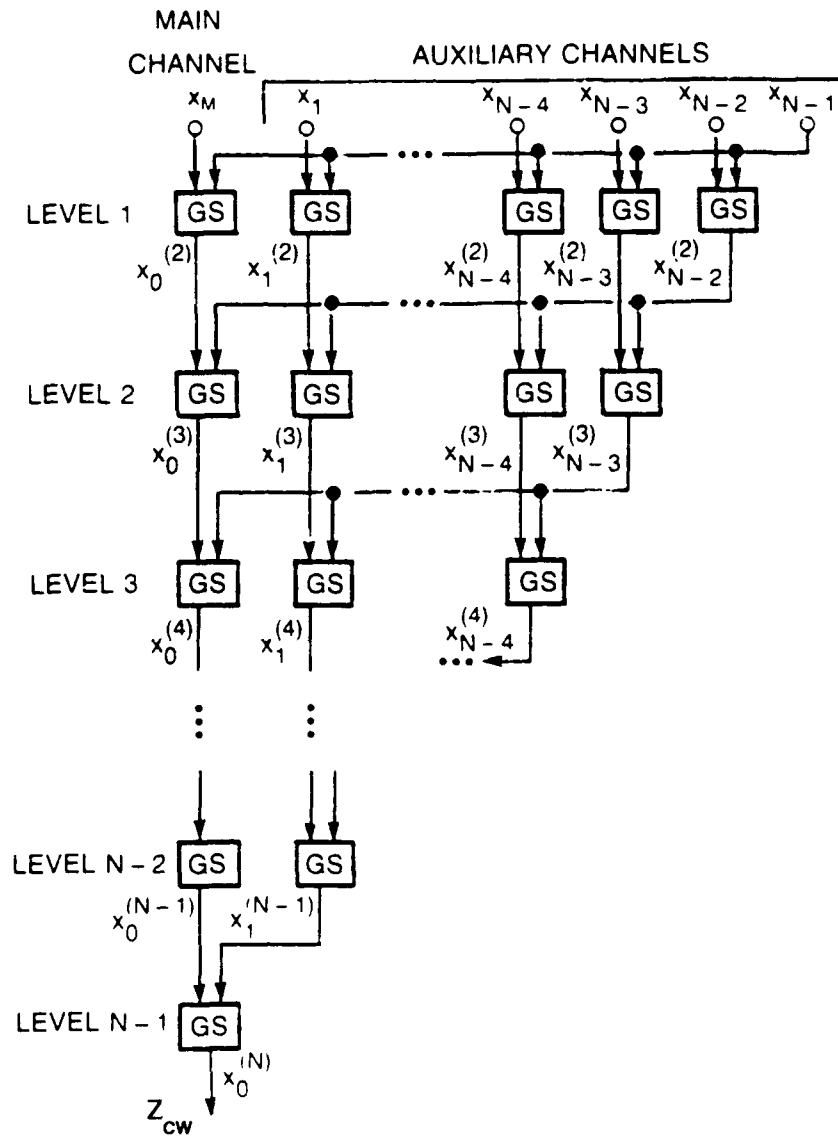 MAIN
CHANNEL
AUXILIARY CHANNELS
x_M x_1 x_{N-4} x_{N-3} x_{N-2} x_{N-1}
...
LEVEL 1 GS GS GS GS GS
x_0^{(2)} x_1^{(2)} x_{N-4}^{(2)} x_{N-3}^{(2)} x_{N-2}^{(2)}
...
LEVEL 2 GS GS GS GS
x_0^{(3)} x_1^{(3)} x_{N-4}^{(3)} x_{N-3}^{(3)}
...
LEVEL 3 GS GS GS
x_0^{(4)} x_1^{(4)} x_{N-4}^{(4)}
...
LEVEL N-2 GS GS
x_0^{(N-1)} x_1^{(N-1)}
LEVEL N-1 GS
x_0^{(N)}
Z_{cw}